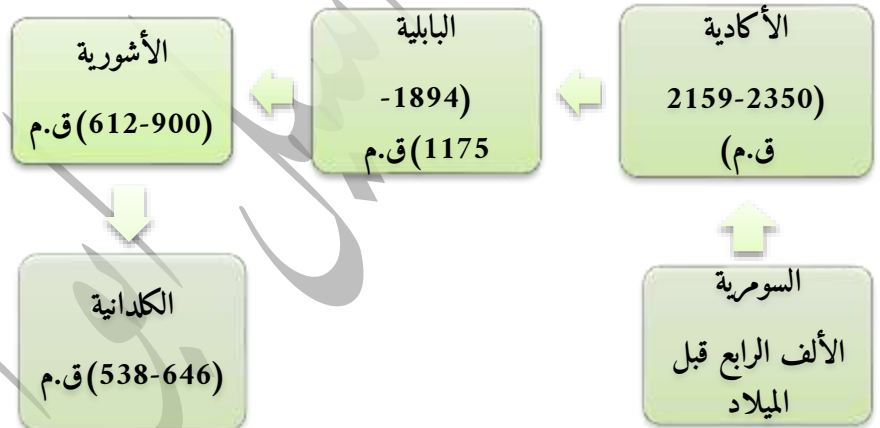 الأكادية
(2350-2159
ق.م)
البابلية
(1894-
1175)ق.م
الأشورية
(900-612)ق.م
السومرية
الألف الرابع قبل
الميلاد
الكلدانية
(646-538)ق.م